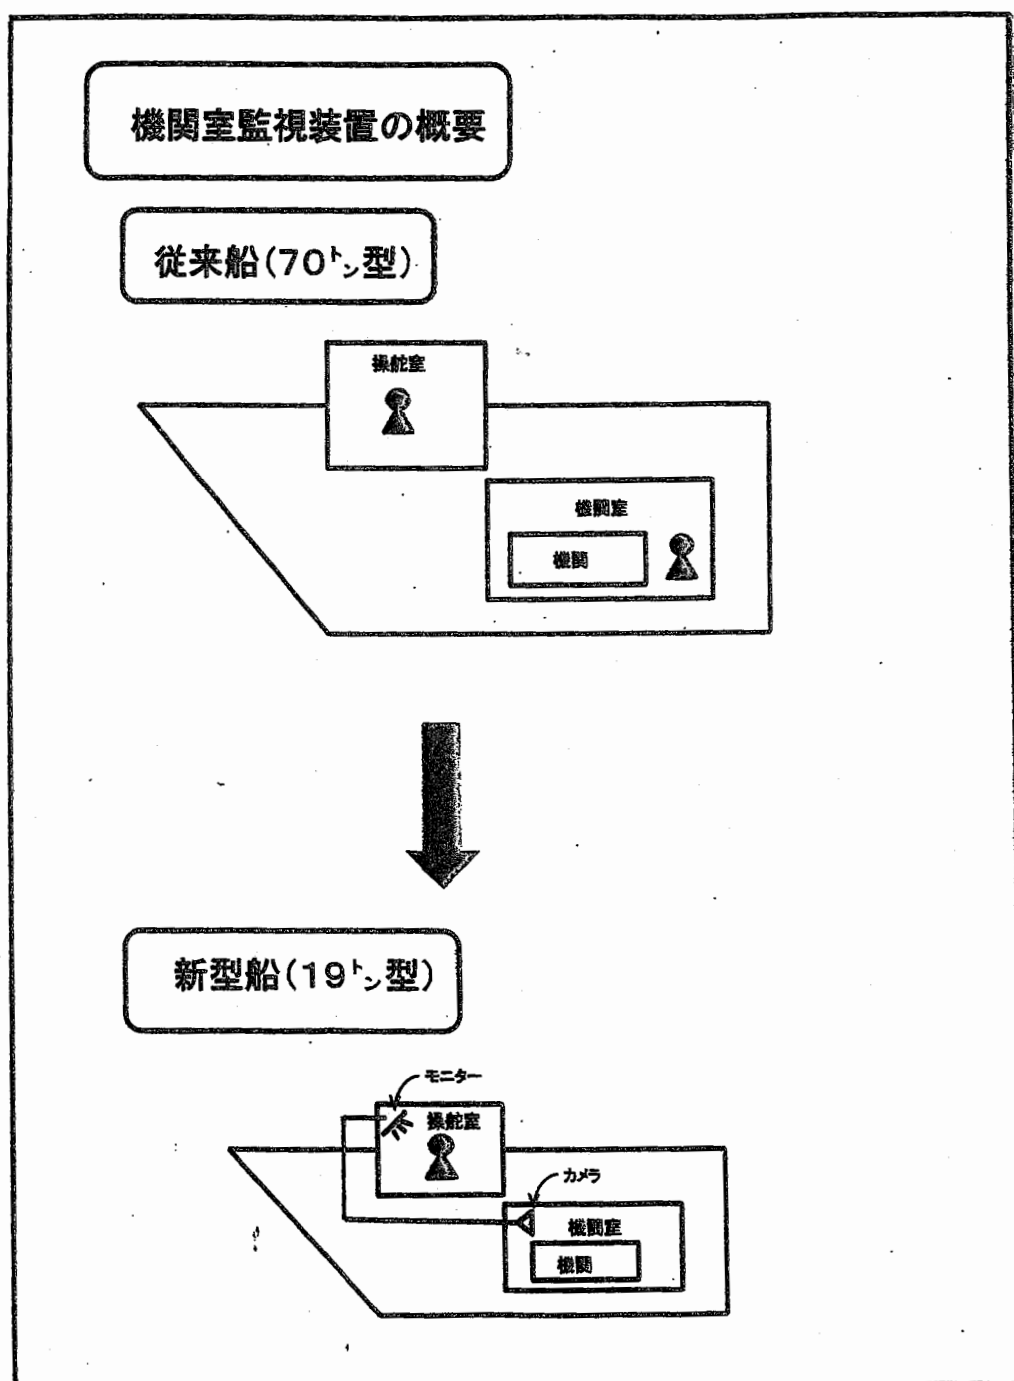 機関室監視装置の概要
従来船(70㌧型)
操舵室
機関室
機関
新型船(19㌧型)
モニター
操舵室
カメラ
機関室
機関